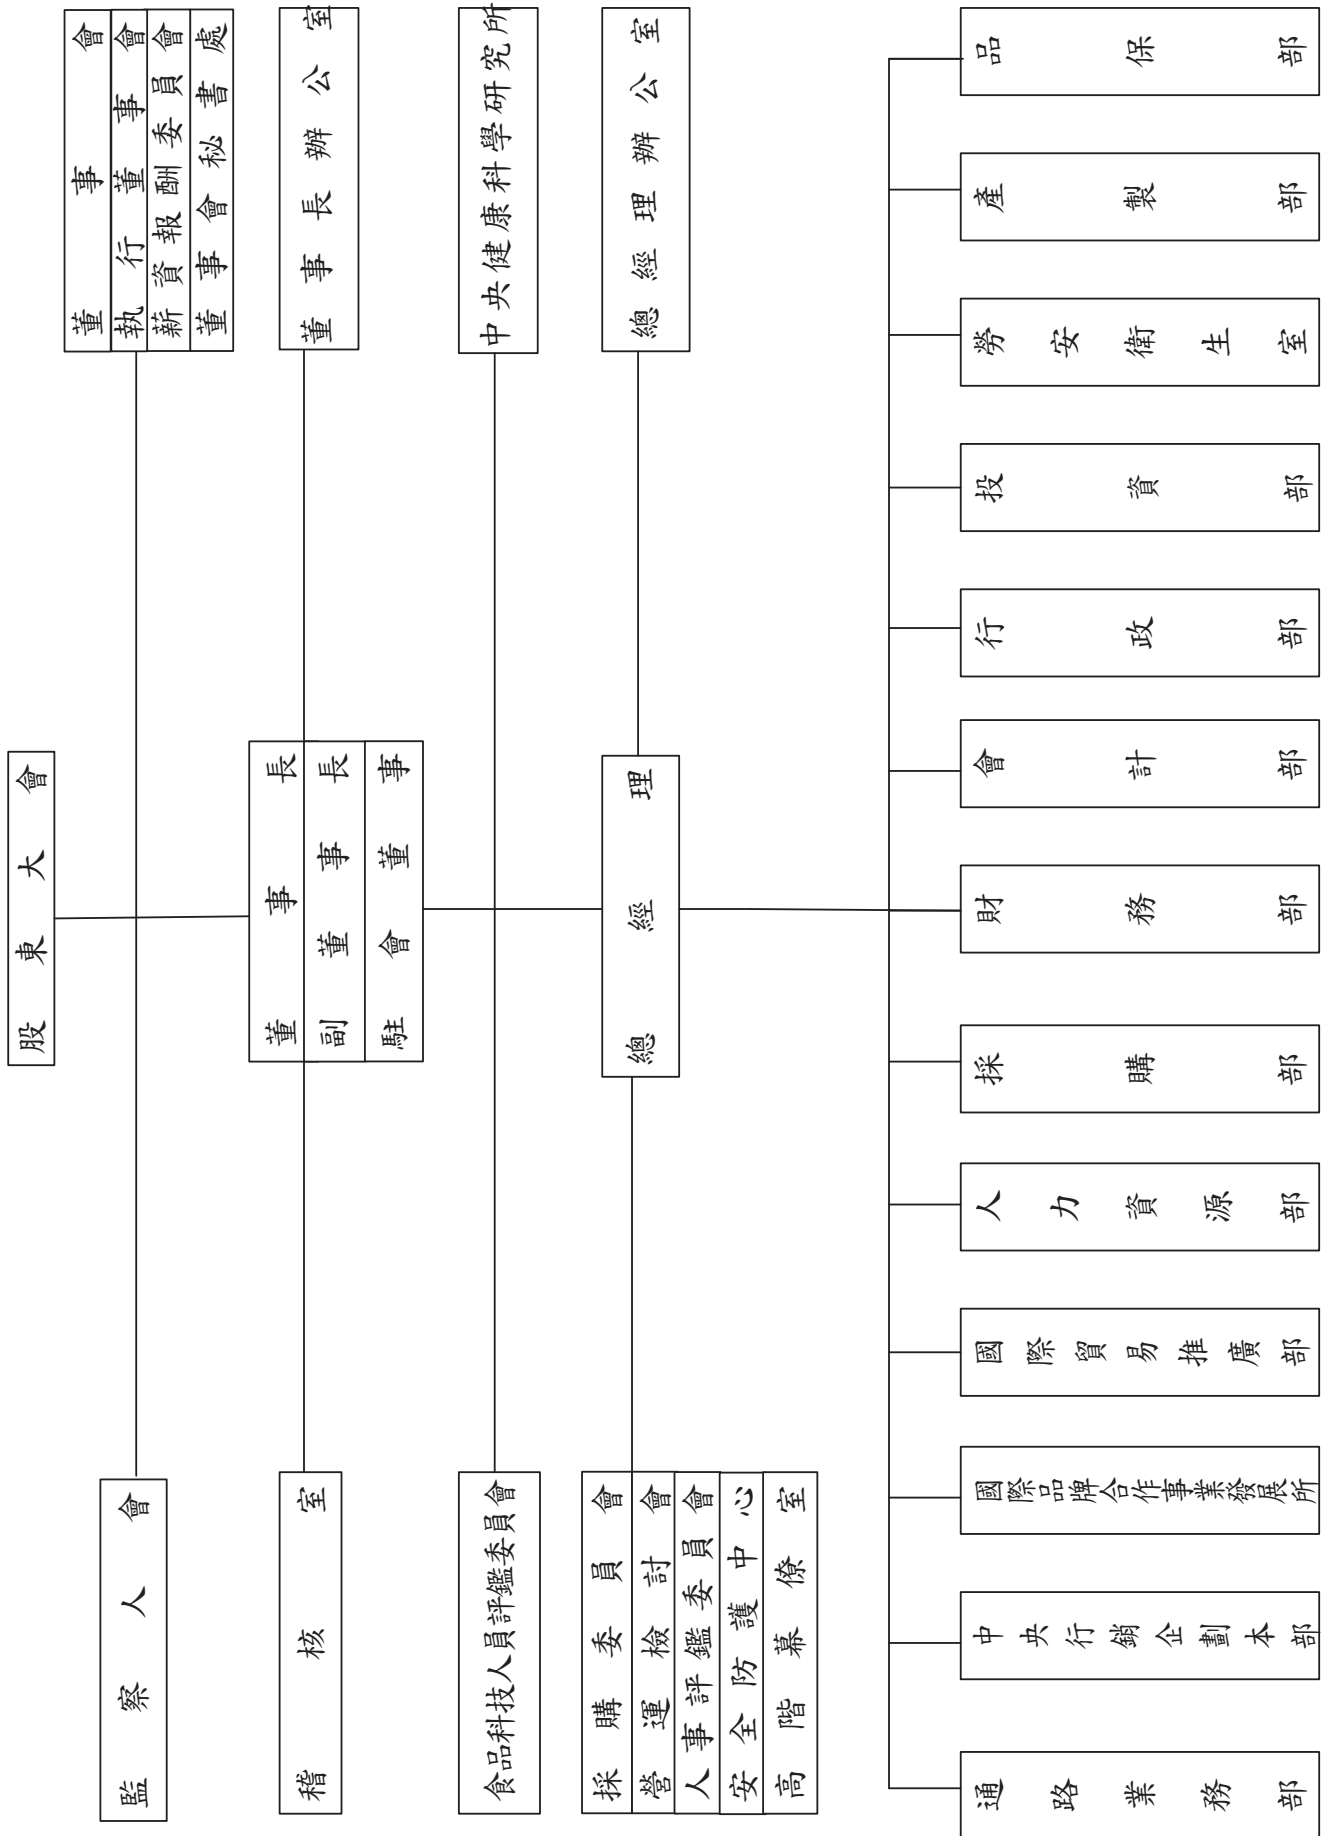 股東大會
監察人會
董事會
執行董事會
薪資報酬委員會
董事會秘書處
董事長
副董事長
駐會董事
稽核室
董事長辦公室
食品科技人員評鑑委員會
中央健康科學研究所
總經理
採購委員會
營運檢討會
人事評鑑委員會
安全防護中心
高階幕僚室
總經理辦公室
通路業務部
中央行銷企劃本部
國際品牌合作事業發展所
國際貿易推廣部
人力資源部
採購部
財務部
會計部
行政部
投資部
勞安衛生室
產製部
品保部